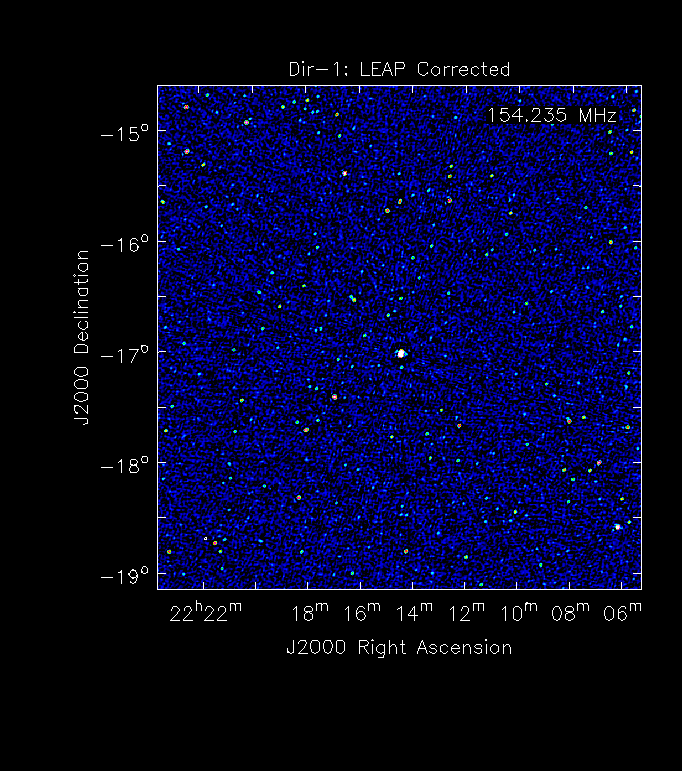 Dir-1: LEAP Corrected
154.235 MHz
-15°
-16°
-17°
-18°
-19°
J2000 Declination
22ʰ22ᵐ 18ᵐ 16ᵐ 14ᵐ 12ᵐ 10ᵐ 08ᵐ 06ᵐ
J2000 Right Ascension